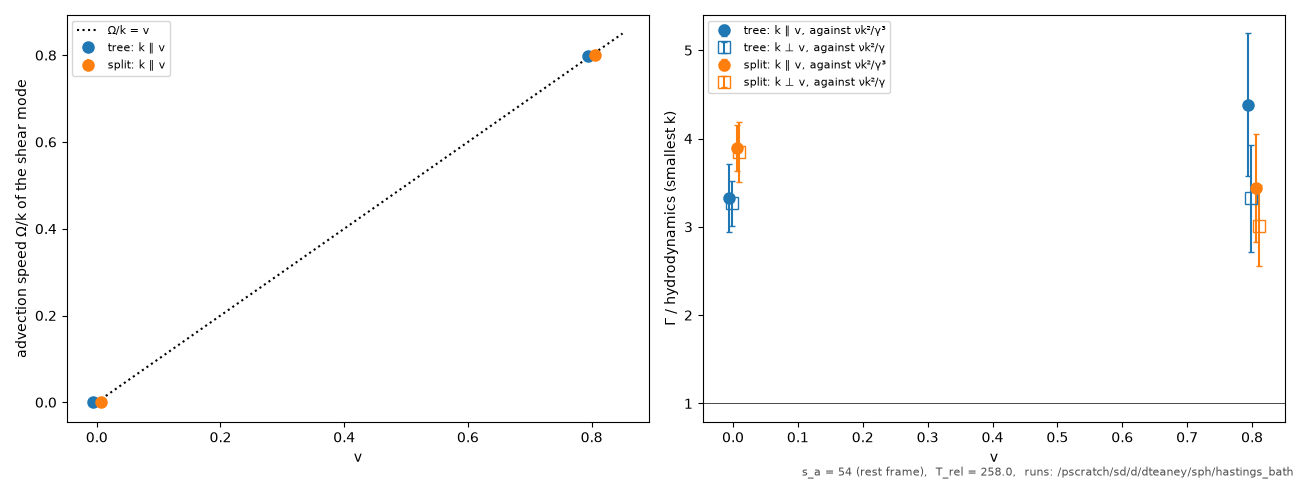 Ω/k = v
tree: k ∥ v
split: k ∥ v
advection speed Ω/k of the shear mode
0.8
0.6
0.4
0.2
0.0
0.0 0.2 0.4 0.6 0.8
v
tree: k ∥ v, against νk²/γ³
tree: k ⊥ v, against νk²/γ
split: k ∥ v, against νk²/γ³
split: k ⊥ v, against νk²/γ
Γ / hydrodynamics (smallest k)
5
4
3
2
1
0.0 0.1 0.2 0.3 0.4 0.5 0.6 0.7 0.8
v
s_a = 54 (rest frame), T_rel = 258.0, runs: /pscratch/sd/d/dteaney/sph/hastings_bath